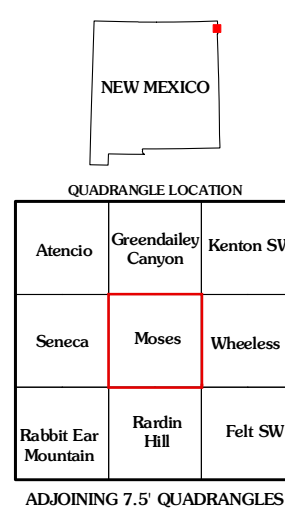 NEW MEXICO
QUADRANGLE LOCATION
Atencio
Greendailey
Canyon
Kenton SW
Seneca
Moses
Wheeless
Rabbit Ear
Mountain
Rardin
Hill
Felt SW
ADJOINING 7.5' QUADRANGLES